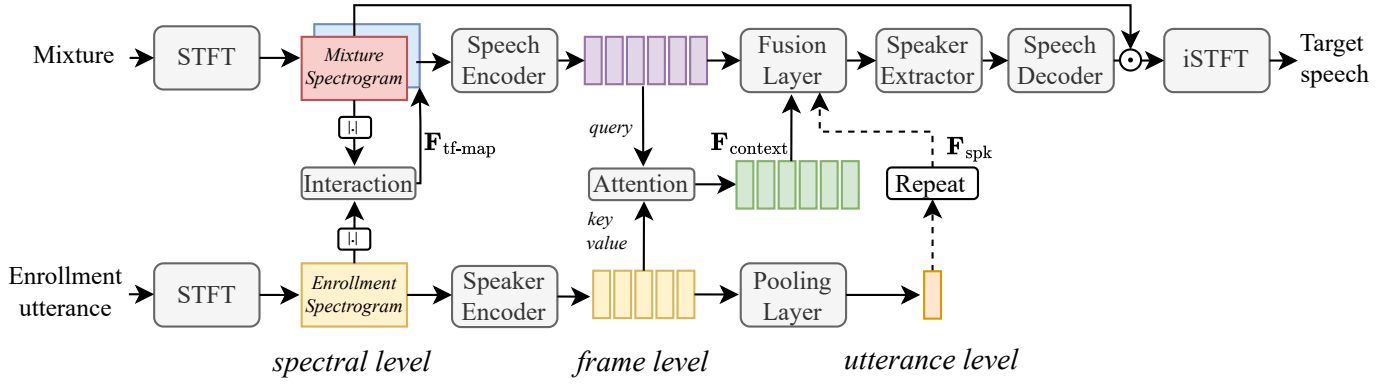 Mixture
STFT
Mixture
Spectrogram
Speech
Encoder
Fusion
Layer
Speaker
Extractor
Speech
Decoder
iSTFT
Target
speech
|.|
F_tf-map
query
F_context
F_spk
Interaction
Attention
Repeat
|.|
key
value
Enrollment
utterance
STFT
Enrollment
Spectrogram
Speaker
Encoder
Pooling
Layer
spectral level
frame level
utterance level